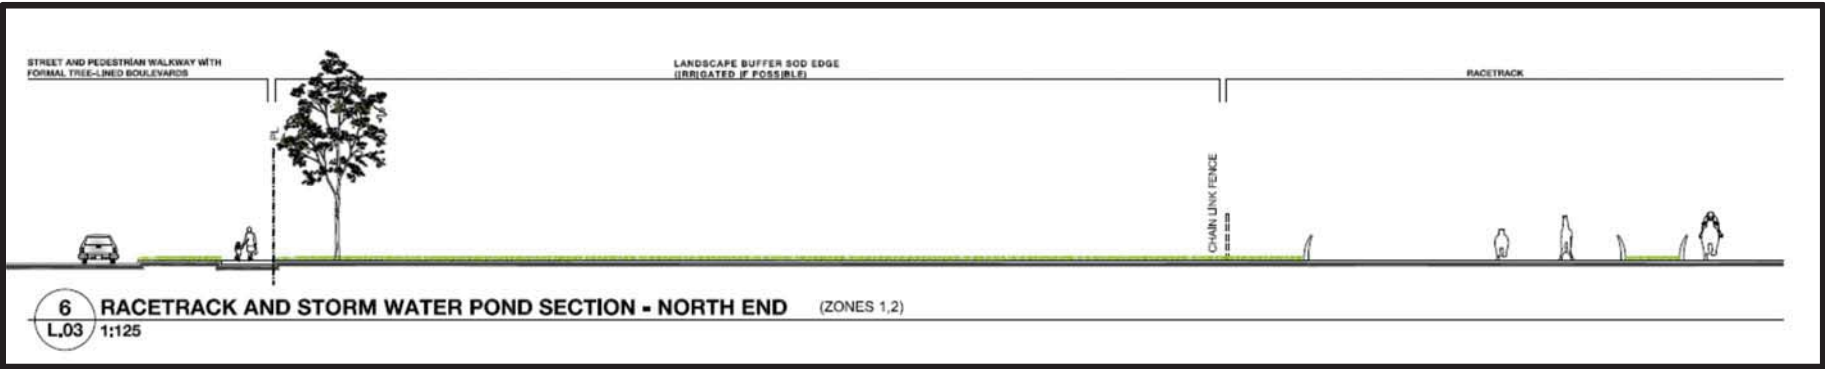 STREET AND PEDESTRIAN WALKWAY WITH
FORMAL TREE-LINED BOULEVARDS
LANDSCAPE BUFFER SOD EDGE
(IRRIGATED IF POSSIBLE)
RACETRACK
PL
CHAIN LINK FENCE
6
L.03
RACETRACK AND STORM WATER POND SECTION - NORTH END (ZONES 1,2)
1:125